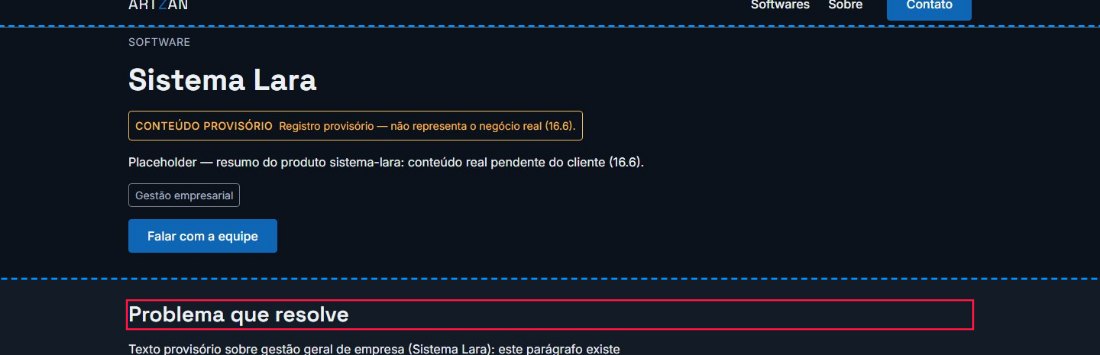 ARTZAN
Softwares Sobre Contato
SOFTWARE
Sistema Lara
CONTEÚDO PROVISÓRIO Registro provisório — não representa o negócio real (16.6).
Placeholder — resumo do produto sistema-lara: conteúdo real pendente do cliente (16.6).
Gestão empresarial
Falar com a equipe
Problema que resolve
Texto provisório sobre gestão geral de empresa (Sistema Lara): este parágrafo existe